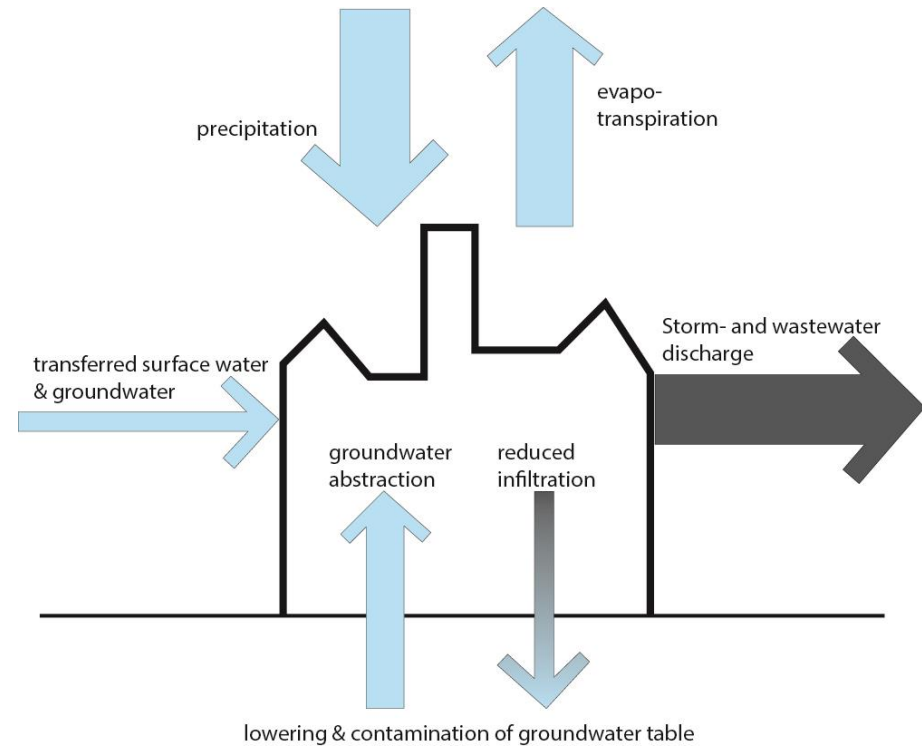 precipitation
evapo-
transpiration
transferred surface water
& groundwater
Storm- and wastewater
discharge
groundwater
abstraction
reduced
infiltration
lowering & contamination of groundwater table